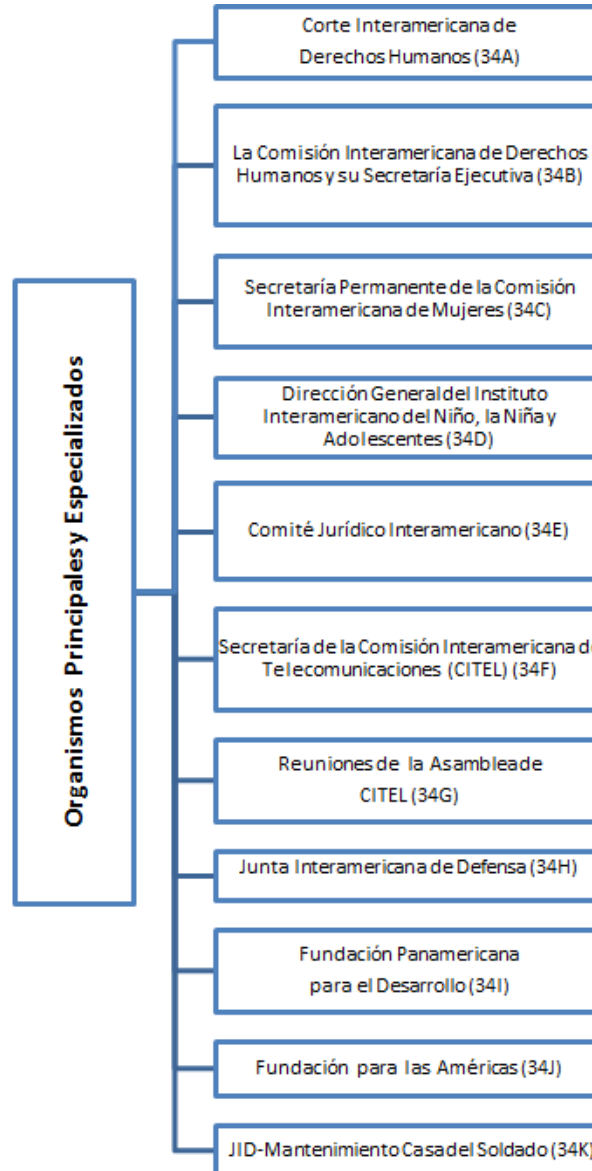 Organismos Principales y Especializados
Corte Interamericana de
Derechos Humanos (34A)
La Comisión Interamericana de Derechos
Humanos y su Secretaría Ejecutiva (34B)
Secretaría Permanente de la Comisión
Interamericana de Mujeres (34C)
Dirección General del Instituto
Interamericano del Niño, la Niña y
Adolescentes (34D)
Comité Jurídico Interamericano (34E)
Secretaría de la Comisión Interamericana de
Telecomunicaciones (CITEL) (34F)
Reuniones de la Asamblea de
CITEL (34G)
Junta Interamericana de Defensa (34H)
Fundación Panamericana
para el Desarrollo (34I)
Fundación para las Américas (34J)
JID-Mantenimiento Casa del Soldado (34K)